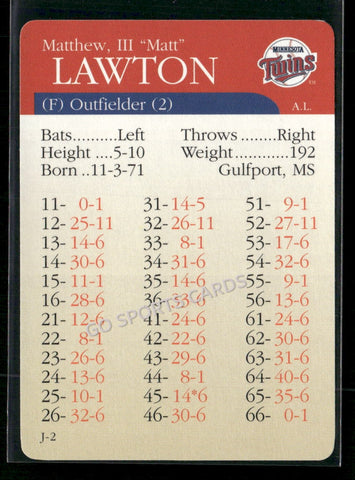 Matthew, III "Matt"
LAWTON
MINNESOTA
Twins
TM
(F) Outfielder (2)
A.L.
Bats..........Left Throws ........Right
Height ....5-10 Weight.............192
Born ..11-3-71 Gulfport, MS
11- 0-1 31-14-5 51- 9-1
12-25-11 32-26-11 52-27-11
13-14-6 33- 8-1 53-17-6
14-30-6 34-31-6 54-32-6
15-11-1 35-14-6 55- 9-1
16-28-6 36-33-6 56-13-6
21-12-6 41-24-6 61-24-6
22- 8-1 42-22-6 62-23-6
23-26-6 43-29-6 63-31-6
24-13-6 44- 8-1 64-30-6
25-10-1 45-14*6 65-35-6
26-32-6 46-30-6 66- 0-1
J-2
GO SPORTS CARDS